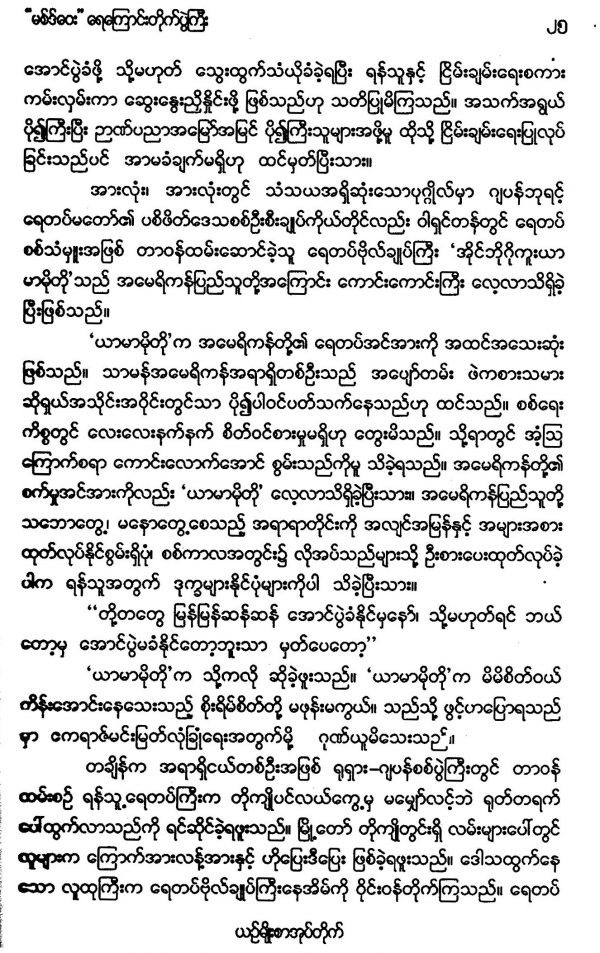 “မစ်ဒ်ဝေး” ရေကြောင်းတိုက်ပွဲကြီး
၂၅
အောင်ပွဲခံဖို့ သို့မဟုတ် သွေးထွက်သံယိုခံခဲ့ရပြီး ရန်သူနှင့် ငြိမ်းချမ်းရေးစကား
ကမ်းလှမ်းကာ ဆွေးနွေးညှိနှိုင်းဖို့ ဖြစ်သည်ဟု သတိပြုမိကြသည်။ အသက်အရွယ်
ပို၍ကြီးပြီး ဉာဏ်ပညာအမြော်အမြင် ပို၍ကြီးသူများအဖို့မူ ထိုသို့ ငြိမ်းချမ်းရေးပြုလုပ်
ခြင်းသည်ပင် အာမခံချက်မရှိဟု ထင်မှတ်ပြီးသား။
အားလုံး၊ အားလုံးတွင် သံသယအရှိဆုံးသောပုဂ္ဂိုလ်မှာ ဂျပန်ဘုရင့်
ရေတပ်မတော်၏ ပစိဖိတ်ဒေသစစ်ဦးစီးချုပ်ကိုယ်တိုင်လည်း ဝါရှင်တန်တွင် ရေတပ်
စစ်သံမှူးအဖြစ် တာဝန်ထမ်းဆောင်ခဲ့သူ ရေတပ်ဗိုလ်ချုပ်ကြီး ‘အိုင်ဘိုဂိုကူးယာ
မာမိုတို’သည် အမေရိကန်ပြည်သူတို့အကြောင်း ကောင်းကောင်းကြီး လေ့လာသိရှိခဲ့
ပြီးဖြစ်သည်။
‘ယာမာမိုတို’က အမေရိကန်တို့၏ ရေတပ်အင်အားကို အထင်အသေးဆုံး
ဖြစ်သည်။ သာမန်အမေရိကန်အရာရှိတစ်ဦးသည် အပျော်တမ်း ဖဲကစားသမား
ဆိုရှယ်အသိုင်းအဝိုင်းတွင်သာ ပို၍ပါဝင်ပတ်သက်နေသည်ဟု ထင်သည်။ စစ်ရေး
ကိစ္စတွင် လေးလေးနက်နက် စိတ်ဝင်စားမှုမရှိဟု တွေးမိသည်။ သို့ရာတွင် အံ့ဩ
ကြောက်စရာ ကောင်းလောက်အောင် စွမ်းသည်ကိုမူ သိခဲ့ရသည်။ အမေရိကန်တို့၏
စက်မှုအင်အားကိုလည်း ‘ယာမာမိုတို’ လေ့လာသိရှိခဲ့ပြီးသား။ အမေရိကန်ပြည်သူတို့
သဘောတွေ့၊ မနောတွေ့စေသည့် အရာရာတိုင်းကို အလျင်အမြန်နှင့် အများအစား
ထုတ်လုပ်နိုင်စွမ်းရှိပုံ၊ စစ်ကာလအတွင်း၌ လိုအပ်သည်များသို့ ဦးစားပေးထုတ်လုပ်ခဲ့
ပါက ရန်သူအတွက် ဒုက္ခများနိုင်ပုံများကိုပါ သိခဲ့ပြီးသား။
“တို့တတွေ မြန်မြန်ဆန်ဆန် အောင်ပွဲခံနိုင်မှနော်၊ သို့မဟုတ်ရင် ဘယ်
တော့မှ အောင်ပွဲမခံနိုင်တော့ဘူးသာ မှတ်ပေတော့”
‘ယာမာမိုတို’က သို့ကလို ဆိုခဲ့ဖူးသည်။ ‘ယာမာမိုတို’က မိမိစိတ်ဝယ်
ကိန်းအောင်းနေသေးသည့် စိုးရိမ်စိတ်တို့ မဖုန်းမကွယ်။ သည်သို့ ဖွင့်ဟပြောရသည်
မှာ ဧကရာဇ်မင်းမြတ်လုံခြုံရေးအတွက်မို့ ဂုဏ်ယူမိသေးသည်။
တချိန်က အရာရှိငယ်တစ်ဦးအဖြစ် ရုရှား-ဂျပန်စစ်ပွဲကြီးတွင် တာဝန်
ထမ်းစဉ် ရန်သူ့ရေတပ်ကြီးက တိုကျိုပင်လယ်ကွေ့မှ မမျှော်လင့်ဘဲ ရုတ်တရက်
ပေါ်ထွက်လာသည်ကို ရင်ဆိုင်ခဲ့ရဖူးသည်။ မြို့တော် တိုကျိုတွင်းရှိ လမ်းများပေါ်တွင်
လူများက ကြောက်အားလန့်အားနှင့် ဟိုပြေးဒီပြေး ဖြစ်ခဲ့ရဖူးသည်။ ဒေါသထွက်နေ
သော လူထုကြီးက ရေတပ်ဗိုလ်ချုပ်ကြီးနေအိမ်ကို ဝိုင်းဝန်တိုက်ကြသည်။ ရေတပ်
ယဉ်မျိုးစာအုပ်တိုက်